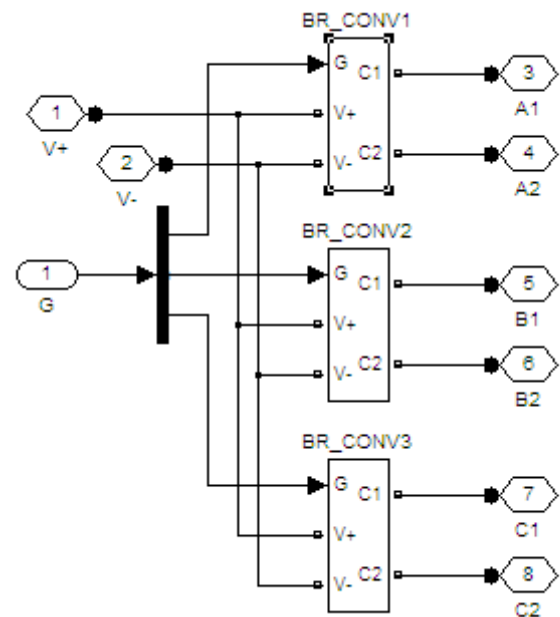 BR_CONV1
G
C1
3
A1
1
V+
V+
C2
4
A2
2
V-
V-
BR_CONV2
1
G
G
C1
5
B1
V+
C2
6
B2
V-
BR_CONV3
G
C1
7
C1
V+
C2
8
C2
V-